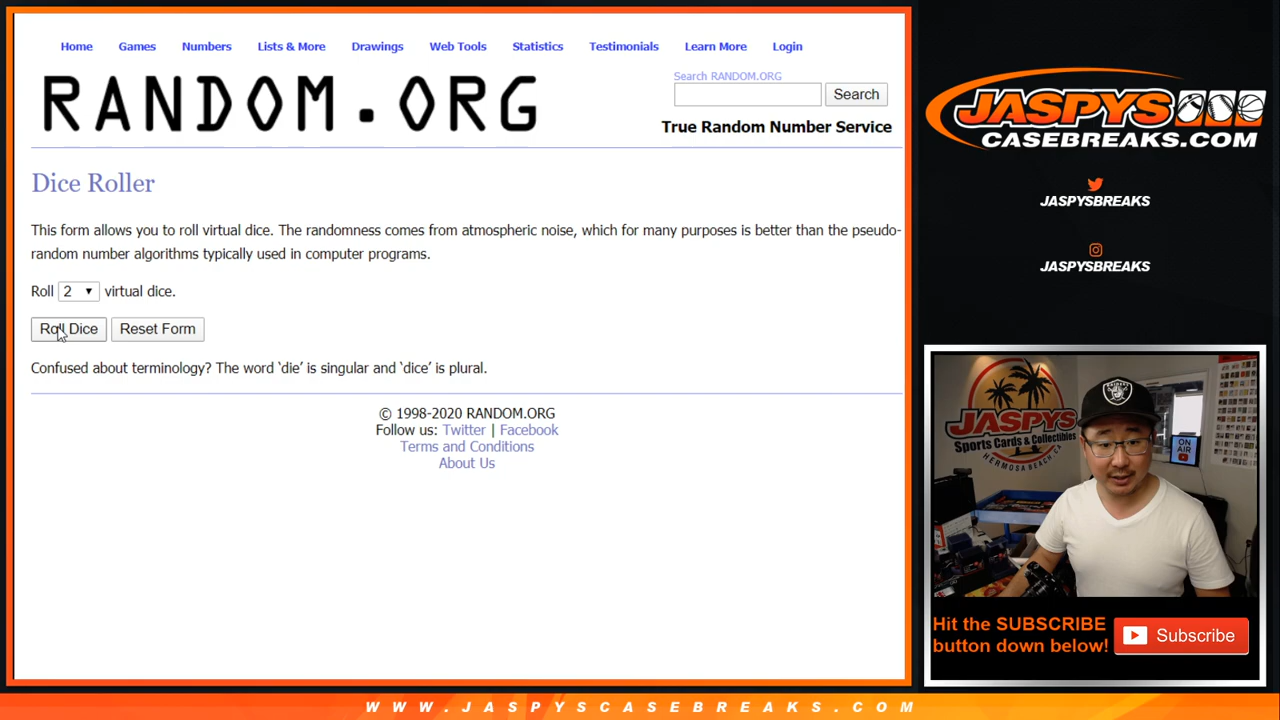 Home Games Numbers Lists & More Drawings Web Tools Statistics Testimonials Learn More Login
RANDOM.ORG
Search RANDOM.ORG
Search
True Random Number Service
Dice Roller
This form allows you to roll virtual dice. The randomness comes from atmospheric noise, which for many purposes is better than the pseudo-
random number algorithms typically used in computer programs.
Roll 2 virtual dice.
Roll Dice Reset Form
Confused about terminology? The word ‘die’ is singular and ‘dice’ is plural.
© 1998-2020 RANDOM.ORG
Follow us: Twitter | Facebook
Terms and Conditions
About Us
JASPYS
CASEBREAKS.COM
JASPYSBREAKS
JASPYSBREAKS
JASPYS
Sports Cards & Collectibles
HERMOSA BEACH, CA
ON
AIR
RAIDERS
Hit the SUBSCRIBE
button down below!
Subscribe
WWW.JASPYSCASEBREAKS.COM